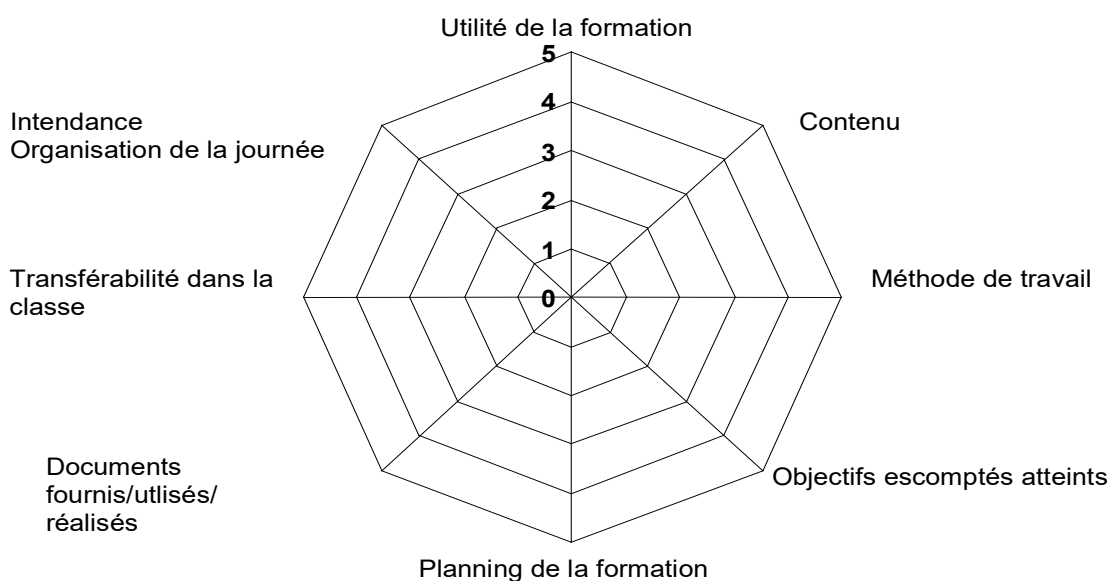 Utilité de la formation
5
4
3
2
1
0
Intendance
Organisation de la journée
Contenu
Transférabilité dans la
classe
Méthode de travail
Documents
fournis/utlisés/
réalisés
Objectifs escomptés atteints
Planning de la formation